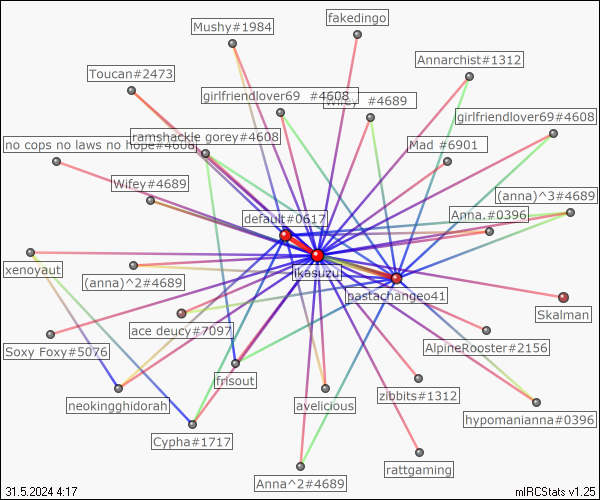 Mushy#1984
fakedingo
Annarchist#1312
Toucan#2473
girlfriendlover69 #4608
Wifey #4689
girlfriendlover69#4608
no cops no laws no hope#4608
ramshackle gorey#4608
Mad #6901
Wifey#4689
(anna)^3#4689
default#0617
Anna.#0396
xenoyaut
(anna)^2#4689
ikasuzu
pastachangeo41
Skalman
ace deucy#7097
Soxy Foxy#5076
AlpineRooster#2156
frisout
zibbits#1312
neokingghidorah
avelicious
hypomanianna#0396
Cypha#1717
rattgaming
Anna^2#4689
31.5.2024 4:17
mIRCStats v1.25